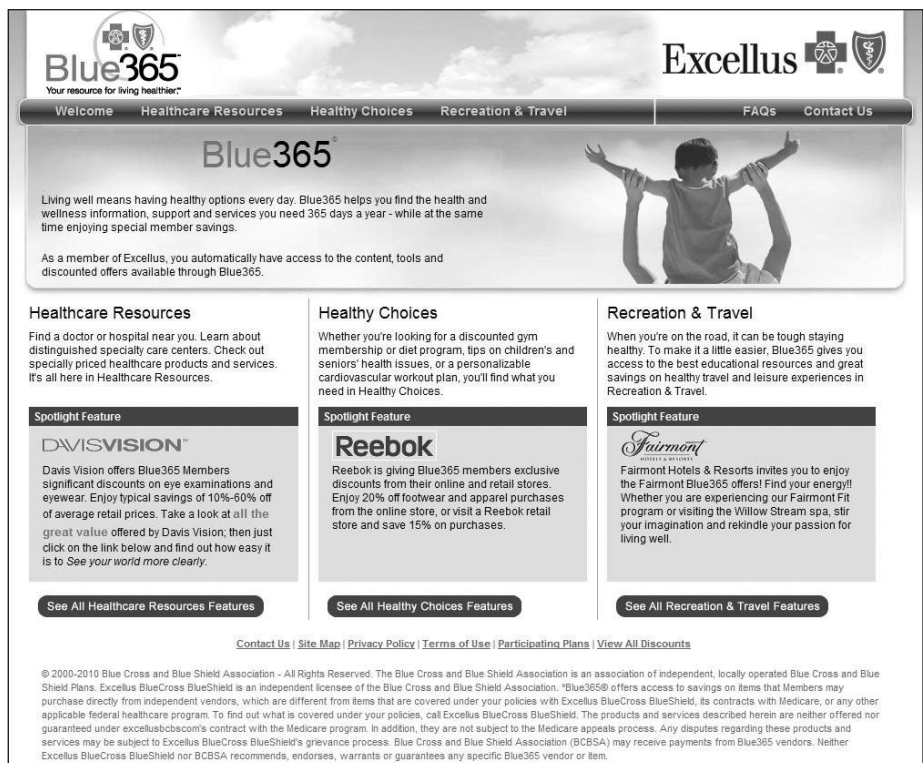 Blue365
Your resource for living healthier.℠
Excellus
Welcome Healthcare Resources Healthy Choices Recreation & Travel FAQs Contact Us
Blue365®
Living well means having healthy options every day. Blue365 helps you find the health and
wellness information, support and services you need 365 days a year - while at the same
time enjoying special member savings.
As a member of Excellus, you automatically have access to the content, tools and
discounted offers available through Blue365.
Healthcare Resources
Find a doctor or hospital near you. Learn about
distinguished specialty care centers. Check out
specially priced healthcare products and services.
It's all here in Healthcare Resources.
Spotlight Feature
DAVISVISION™
Davis Vision offers Blue365 Members
significant discounts on eye examinations and
eyewear. Enjoy typical savings of 10%-60% off
of average retail prices. Take a look at all the
great value offered by Davis Vision; then just
click on the link below and find out how easy it
is to See your world more clearly.
See All Healthcare Resources Features
Healthy Choices
Whether you're looking for a discounted gym
membership or diet program, tips on children's and
seniors' health issues, or a personalizable
cardiovascular workout plan, you'll find what you
need in Healthy Choices.
Spotlight Feature
Reebok
Reebok is giving Blue365 members exclusive
discounts from their online and retail stores.
Enjoy 20% off footwear and apparel purchases
from the online store, or visit a Reebok retail
store and save 15% on purchases.
See All Healthy Choices Features
Recreation & Travel
When you're on the road, it can be tough staying
healthy. To make it a little easier, Blue365 gives you
access to the best educational resources and great
savings on healthy travel and leisure experiences in
Recreation & Travel.
Spotlight Feature
Fairmont
HOTELS & RESORTS
Fairmont Hotels & Resorts invites you to enjoy
the Fairmont Blue365 offers! Find your energy!!
Whether you are experiencing our Fairmont Fit
program or visiting the Willow Stream spa, stir
your imagination and rekindle your passion for
living well.
See All Recreation & Travel Features
Contact Us | Site Map | Privacy Policy | Terms of Use | Participating Plans | View All Discounts
© 2000-2010 Blue Cross and Blue Shield Association - All Rights Reserved. The Blue Cross and Blue Shield Association is an association of independent, locally operated Blue Cross and Blue
Shield Plans. Excellus BlueCross BlueShield is an independent licensee of the Blue Cross and Blue Shield Association. *Blue365® offers access to savings on items that Members may
purchase directly from independent vendors, which are different from items that are covered under your policies with Excellus BlueCross BlueShield, its contracts with Medicare, or any other
applicable federal healthcare program. To find out what is covered under your policies, call Excellus BlueCross BlueShield. The products and services described herein are neither offered nor
guaranteed under excellusbcbscom's contract with the Medicare program. In addition, they are not subject to the Medicare appeals process. Any disputes regarding these products and
services may be subject to Excellus BlueCross BlueShield's grievance process. Blue Cross and Blue Shield Association (BCBSA) may receive payments from Blue365 vendors. Neither
Excellus BlueCross BlueShield nor BCBSA recommends, endorses, warrants or guarantees any specific Blue365 vendor or item.